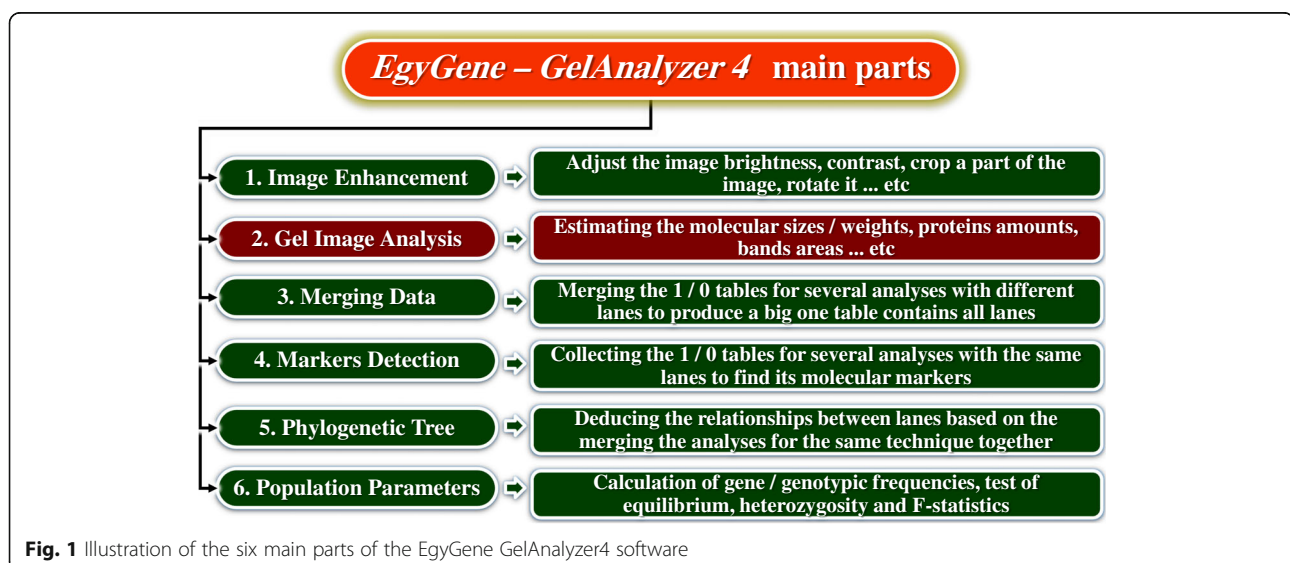 EgyGene – GelAnalyzer 4 main parts
1. Image Enhancement
Adjust the image brightness, contrast, crop a part of the
image, rotate it ... etc
2. Gel Image Analysis
Estimating the molecular sizes / weights, proteins amounts,
bands areas ... etc
3. Merging Data
Merging the 1 / 0 tables for several analyses with different
lanes to produce a big one table contains all lanes
4. Markers Detection
Collecting the 1 / 0 tables for several analyses with the same
lanes to find its molecular markers
5. Phylogenetic Tree
Deducing the relationships between lanes based on the
merging the analyses for the same technique together
6. Population Parameters
Calculation of gene / genotypic frequencies, test of
equilibrium, heterozygosity and F-statistics
Fig. 1 Illustration of the six main parts of the EgyGene GelAnalyzer4 software